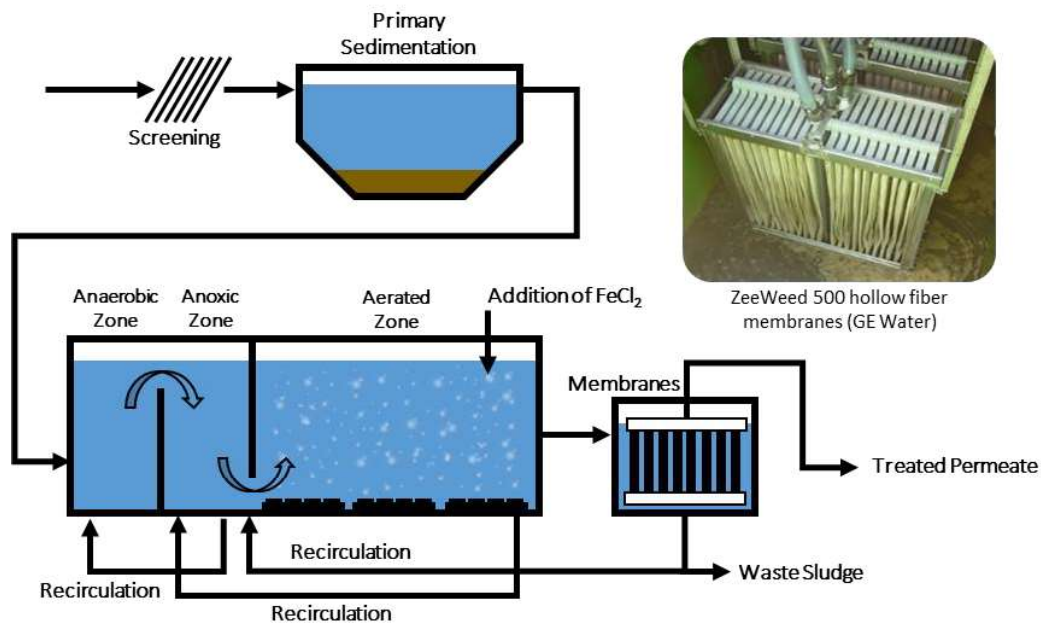 Primary
Sedimentation
Screening
ZeeWeed 500 hollow fiber
membranes (GE Water)
Anaerobic
Zone
Anoxic
Zone
Aerated
Zone
Addition of FeCl₂
Membranes
Treated Permeate
Recirculation
Waste Sludge
Recirculation
Recirculation